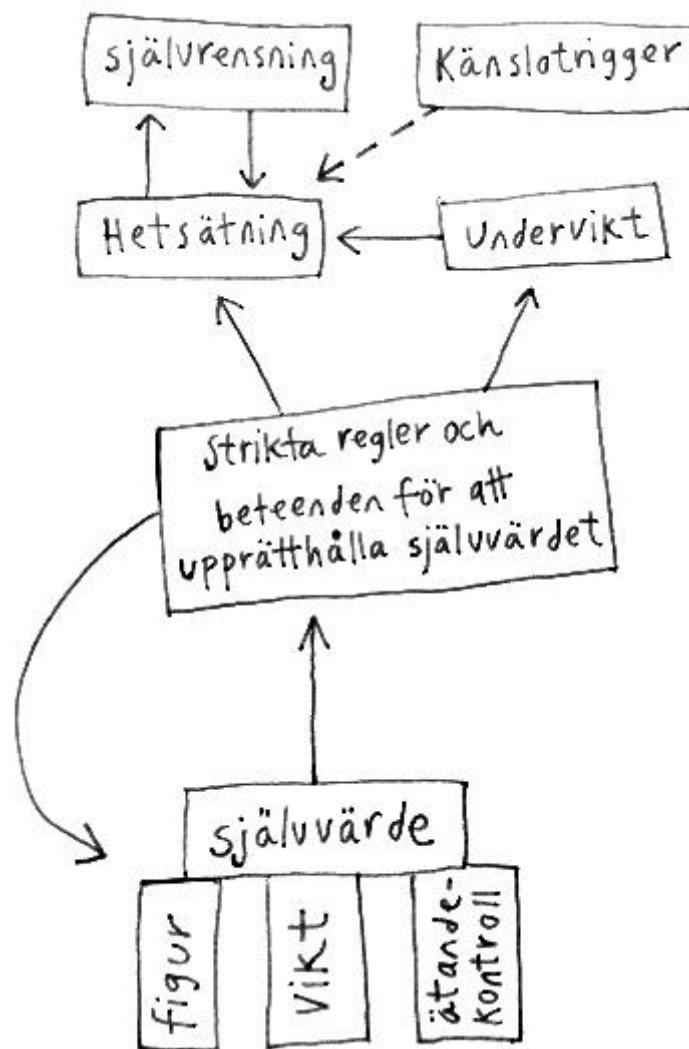 självrensning
Känslotrigger
Hetsätning
Undervikt
Strikta regler och
beteenden för att
upprätthålla självvärdet
självvärde
figur
vikt
ätande-
kontroll